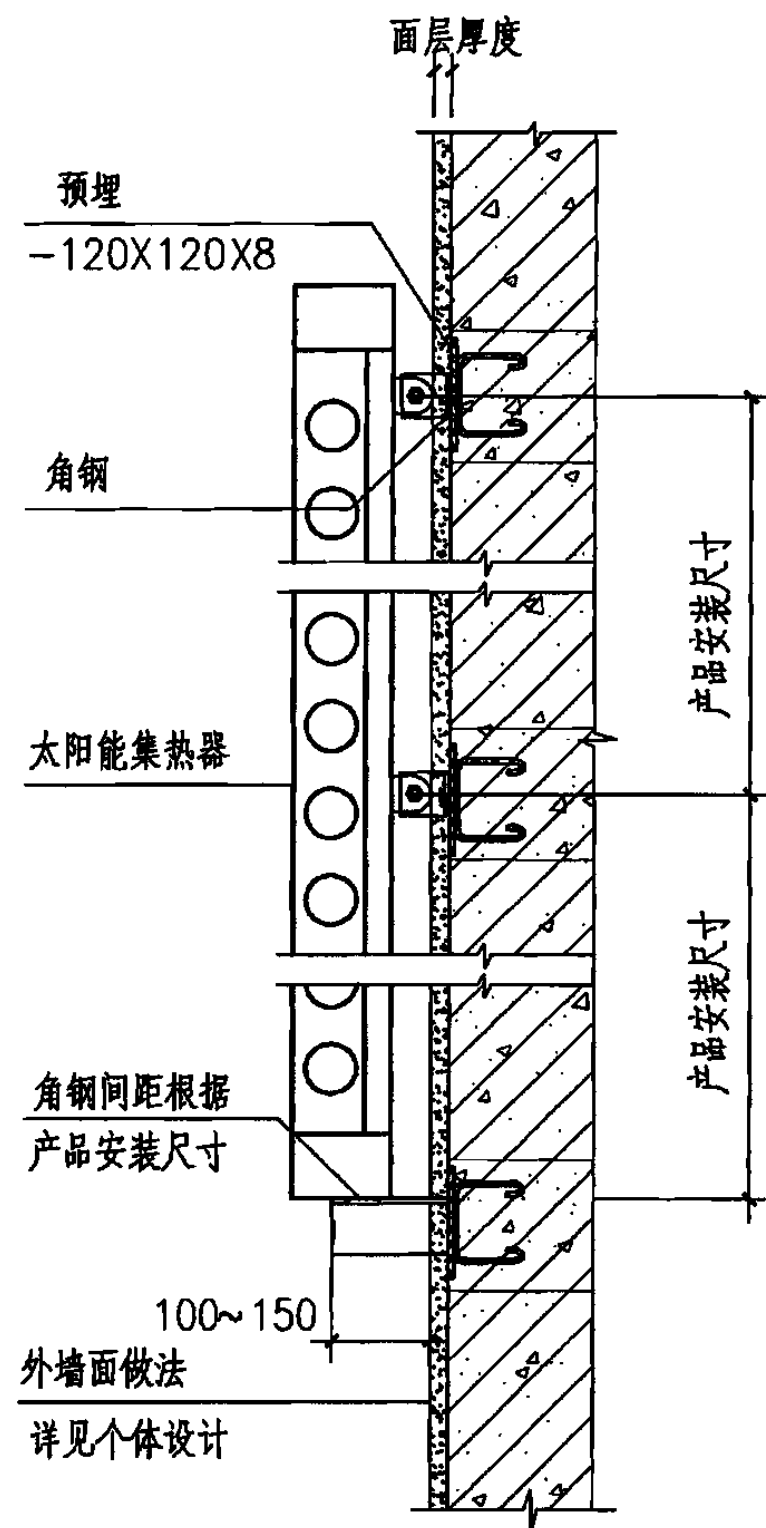 面层厚度
预埋
-120X120X8
角钢
产品安装尺寸
太阳能集热器
产品安装尺寸
角钢间距根据
产品安装尺寸
100~150
外墙面做法
详见个体设计